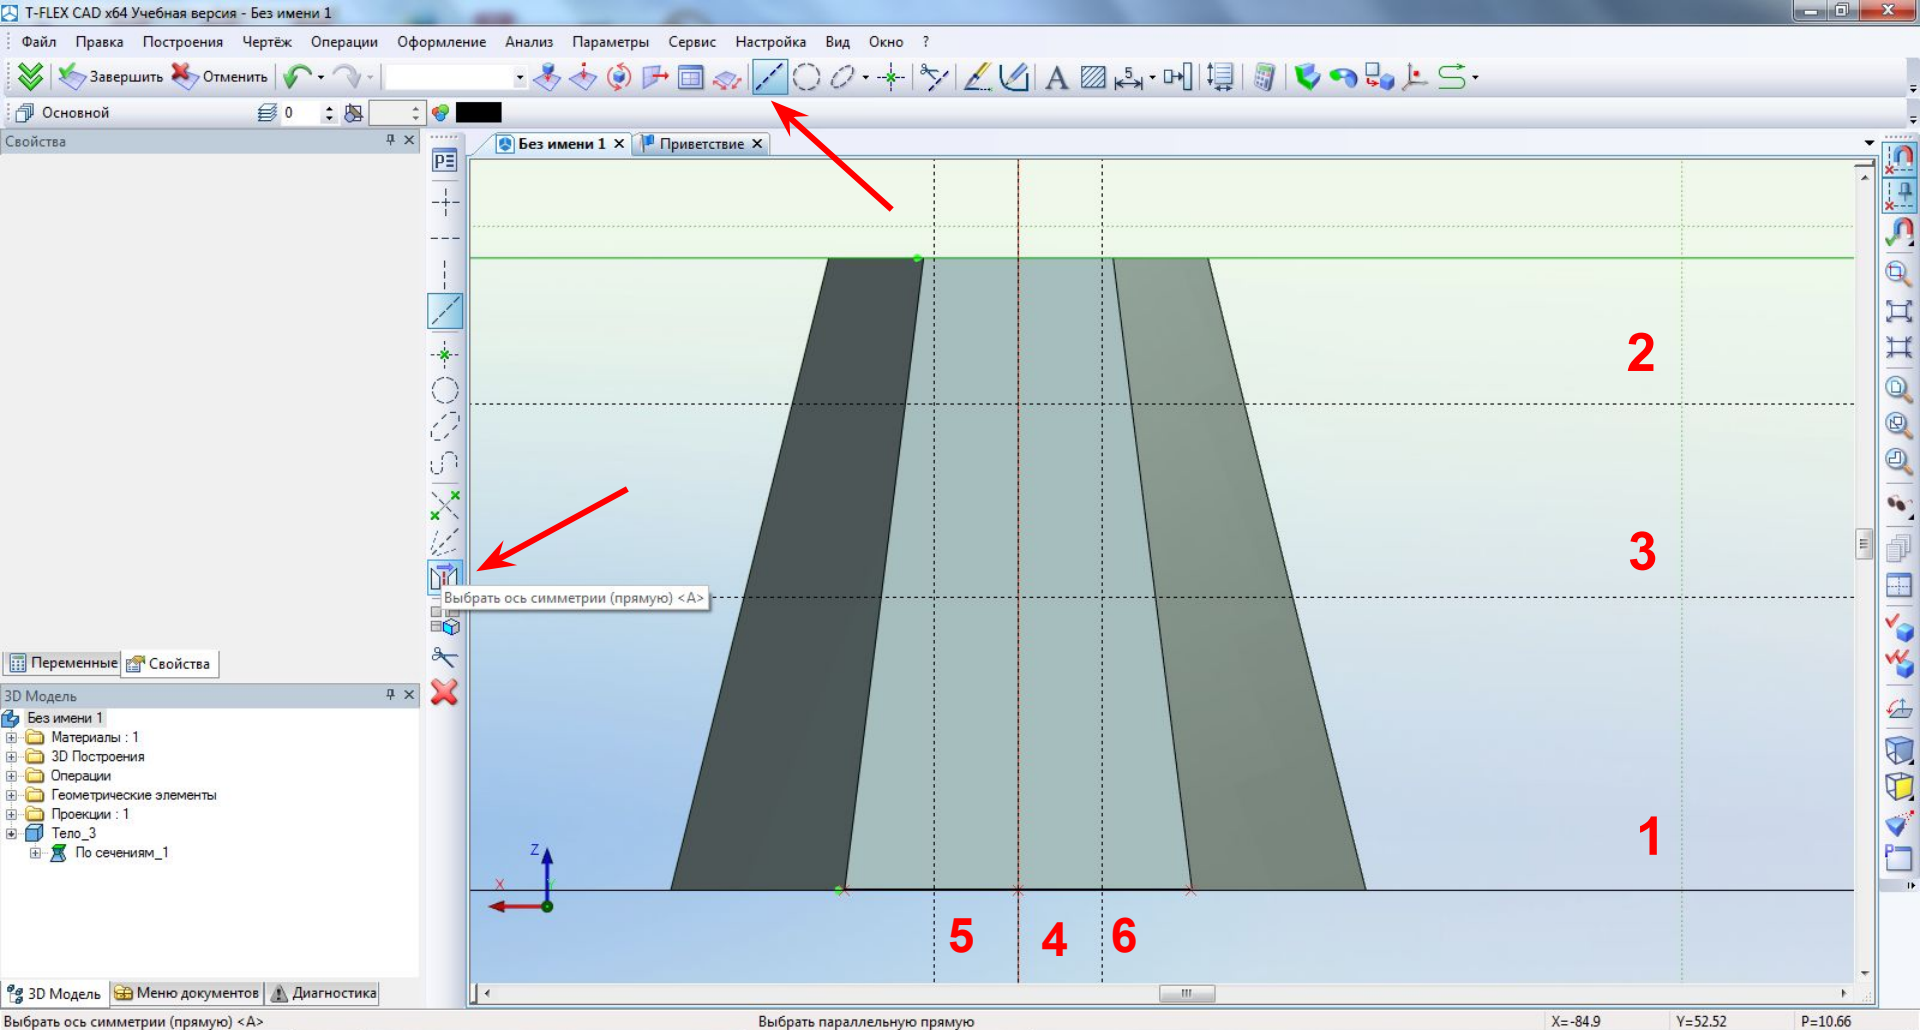 T-FLEX CAD x64 Учебная версия - Без имени 1
Файл Правка Построения Чертёж Операции Оформление Анализ Параметры Сервис Настройка Вид Окно ?
Завершить Отменить A 5
Основной 0
Свойства
Без имени 1 Приветствие
2
3
Выбрать ось симметрии (прямую) <A>
Переменные Свойства
3D Модель
Без имени 1
Материалы : 1
3D Построения
Операции
Геометрические элементы
Проекции : 1
Тело_3
По сечениям_1
1
Z
X Y
5 4 6
3D Модель Меню документов Диагностика
Выбрать ось симметрии (прямую) <A> Выбрать параллельную прямую X=-84.9 Y=52.52 P=10.66